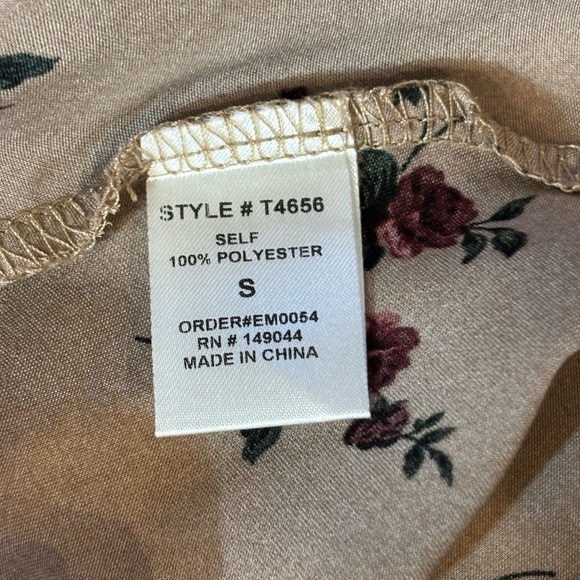 STYLE # T4656
SELF
100% POLYESTER
S
ORDER#EM0054
RN # 149044
MADE IN CHINA